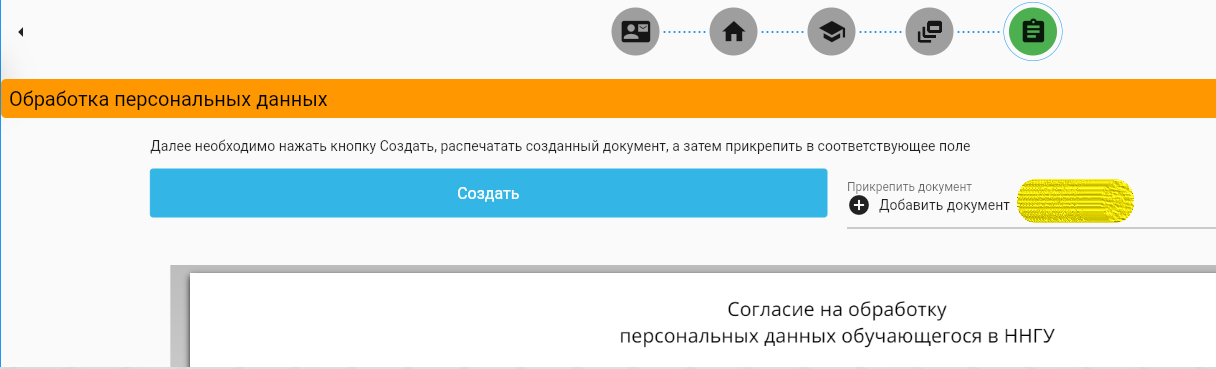 Обработка персональных данных
Далее необходимо нажать кнопку Создать, распечатать созданный документ, а затем прикрепить в соответствующее поле
Создать
Прикрепить документ
Добавить документ
Согласие на обработку
персональных данных обучающегося в ННГУ